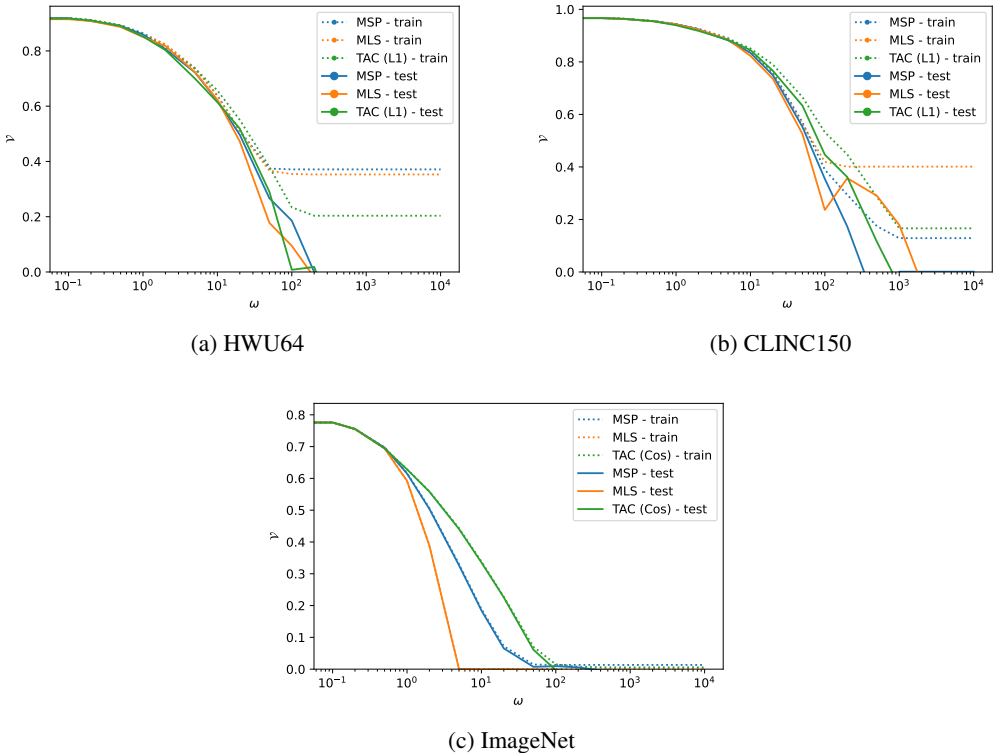 MSP - train
MLS - train
TAC (L1) - train
MSP - test
MLS - test
TAC (L1) - test
𝒱
0.8
0.6
0.4
0.2
0.0
10⁻¹ 10⁰ 10¹ 10² 10³ 10⁴
ω
(a) HWU64
MSP - train
MLS - train
TAC (L1) - train
MSP - test
MLS - test
TAC (L1) - test
𝒱
1.0
0.8
0.6
0.4
0.2
0.0
10⁻¹ 10⁰ 10¹ 10² 10³ 10⁴
ω
(b) CLINC150
MSP - train
MLS - train
TAC (Cos) - train
MSP - test
MLS - test
TAC (Cos) - test
𝒱
0.8
0.7
0.6
0.5
0.4
0.3
0.2
0.1
0.0
10⁻¹ 10⁰ 10¹ 10² 10³ 10⁴
ω
(c) ImageNet